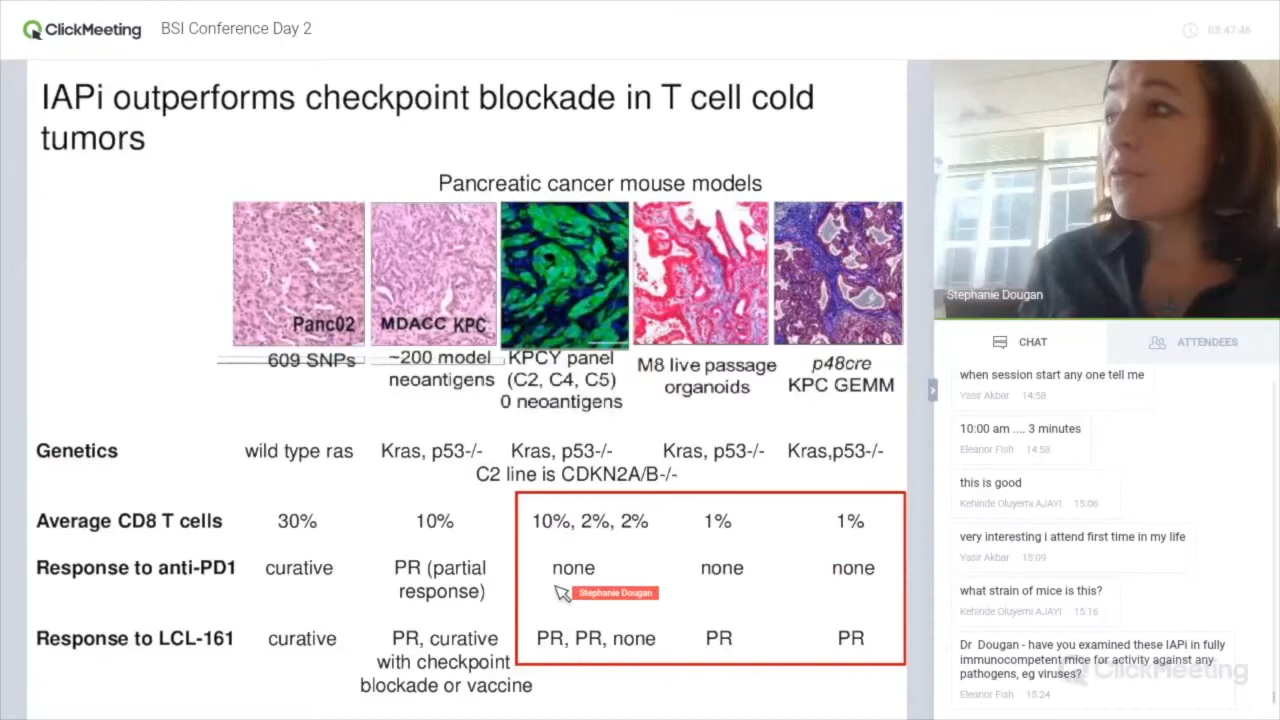 ClickMeeting
BSI Conference Day 2
03:47:46
IAPi outperforms checkpoint blockade in T cell cold
tumors
Pancreatic cancer mouse models
Panc02
MDACC KPC
609 SNPs
~200 model
neoantigens
KPCY panel
(C2, C4, C5)
0 neoantigens
M8 live passage
organoids
p48cre
KPC GEMM
Genetics
wild type ras
Kras, p53-/-
Kras, p53-/-
Kras, p53-/-
Kras,p53-/-
C2 line is CDKN2A/B-/-
Average CD8 T cells
30%
10%
10%, 2%, 2%
1%
1%
Response to anti-PD1
curative
PR (partial
response)
none
none
none
Stephanie Dougan
Response to LCL-161
curative
PR, curative
with checkpoint
blockade or vaccine
PR, PR, none
PR
PR
Stephanie Dougan
CHAT
ATTENDEES
when session start any one tell me
Yasir Akbar 14:58
10:00 am .... 3 minutes
Eleanor Fish 14:58
this is good
Kehinde Oluyemi AJAYI 15:06
very interesting i attend first time in my life
Yasir Akbar 15:09
what strain of mice is this?
Kehinde Oluyemi AJAYI 15:16
Dr Dougan - have you examined these IAPi in fully
immunocompetent mice for activity against any
pathogens, eg viruses?
Eleanor Fish 15:24
ClickMeeting